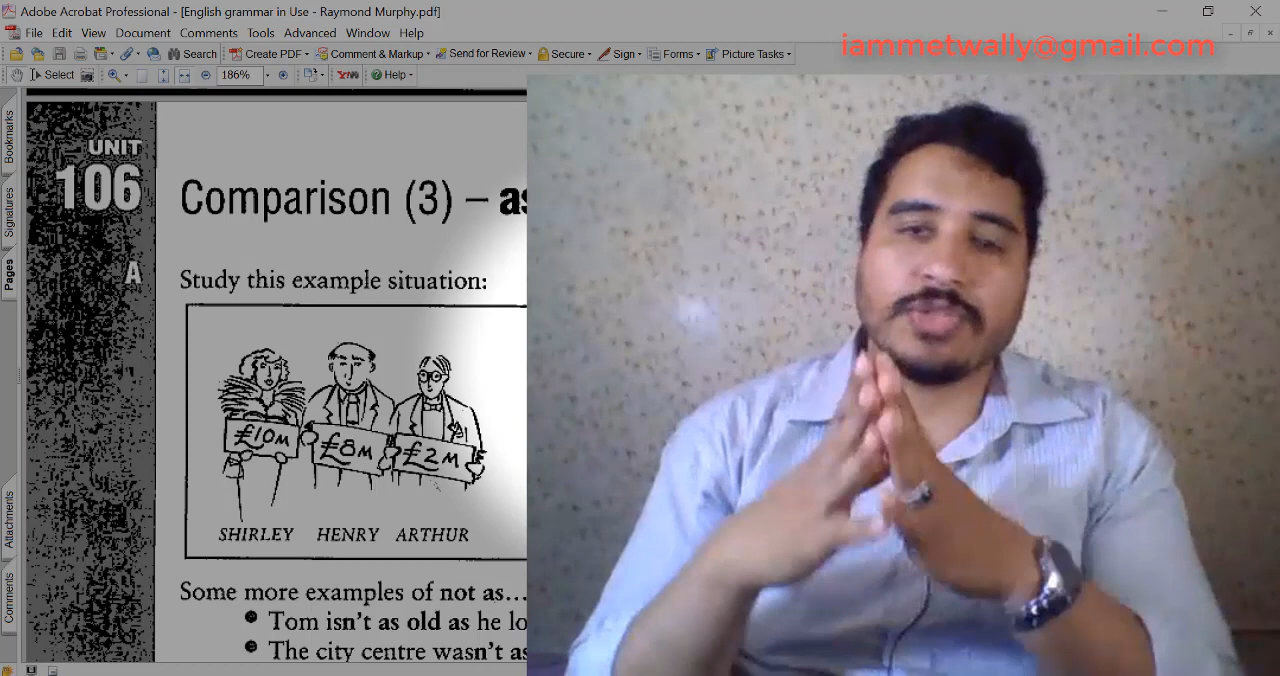 Adobe Acrobat Professional - [English grammar in Use - Raymond Murphy.pdf]
File Edit View Document Comments Tools Advanced Window Help
Search Create PDF Comment & Markup Send for Review Secure Sign Forms Picture Tasks
iammetwally@gmail.com
Select 186% Y!7 Help
Bookmarks
Signatures
Pages
Attachments
Comments
UNIT
106
Comparison (3) – as
A
Study this example situation:
£10M £8M £2M
SHIRLEY HENRY ARTHUR
Some more examples of not as...
Tom isn't as old as he lo
The city centre wasn't as